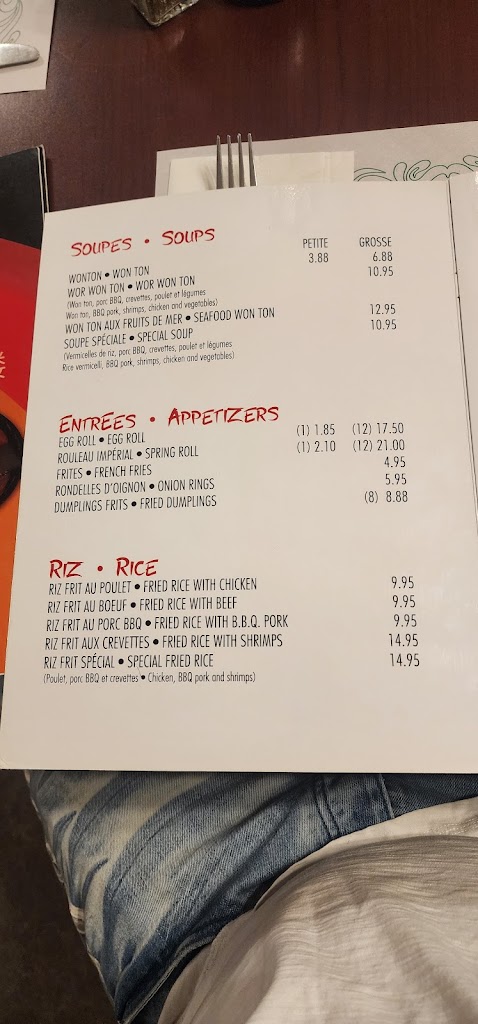 SOUPES • SOUPS
PETITE GROSSE
WONTON • WON TON 3.88 6.88
WOR WON TON • WOR WON TON 10.95
(Won ton, porc BBQ, crevettes, poulet et légumes
Won ton, BBQ pork, shrimps, chicken and vegetables)
WON TON AUX FRUITS DE MER • SEAFOOD WON TON 12.95
SOUPE SPÉCIALE • SPECIAL SOUP 10.95
(Vermicelles de riz, porc BBQ, crevettes, poulet et légumes
Rice vermicelli, BBQ pork, shrimps, chicken and vegetables)
ENTRÉES • APPETIZERS
EGG ROLL • EGG ROLL (1) 1.85 (12) 17.50
ROULEAU IMPÉRIAL • SPRING ROLL (1) 2.10 (12) 21.00
FRITES • FRENCH FRIES 4.95
RONDELLES D'OIGNON • ONION RINGS 5.95
DUMPLINGS FRITS • FRIED DUMPLINGS (8) 8.88
RIZ • RICE
RIZ FRIT AU POULET • FRIED RICE WITH CHICKEN 9.95
RIZ FRIT AU BOEUF • FRIED RICE WITH BEEF 9.95
RIZ FRIT AU PORC BBQ • FRIED RICE WITH B.B.Q. PORK 9.95
RIZ FRIT AUX CREVETTES • FRIED RICE WITH SHRIMPS 14.95
RIZ FRIT SPÉCIAL • SPECIAL FRIED RICE 14.95
(Poulet, porc BBQ et crevettes • Chicken, BBQ pork and shrimps)